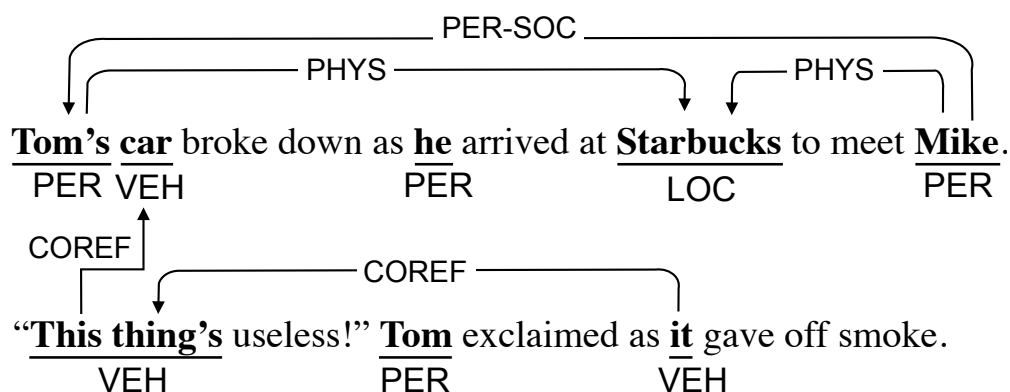 PER-SOC
PHYS PHYS
Tom's car broke down as he arrived at Starbucks to meet Mike.
PER VEH PER LOC PER
COREF
COREF
“This thing's useless!” Tom exclaimed as it gave off smoke.
VEH PER VEH